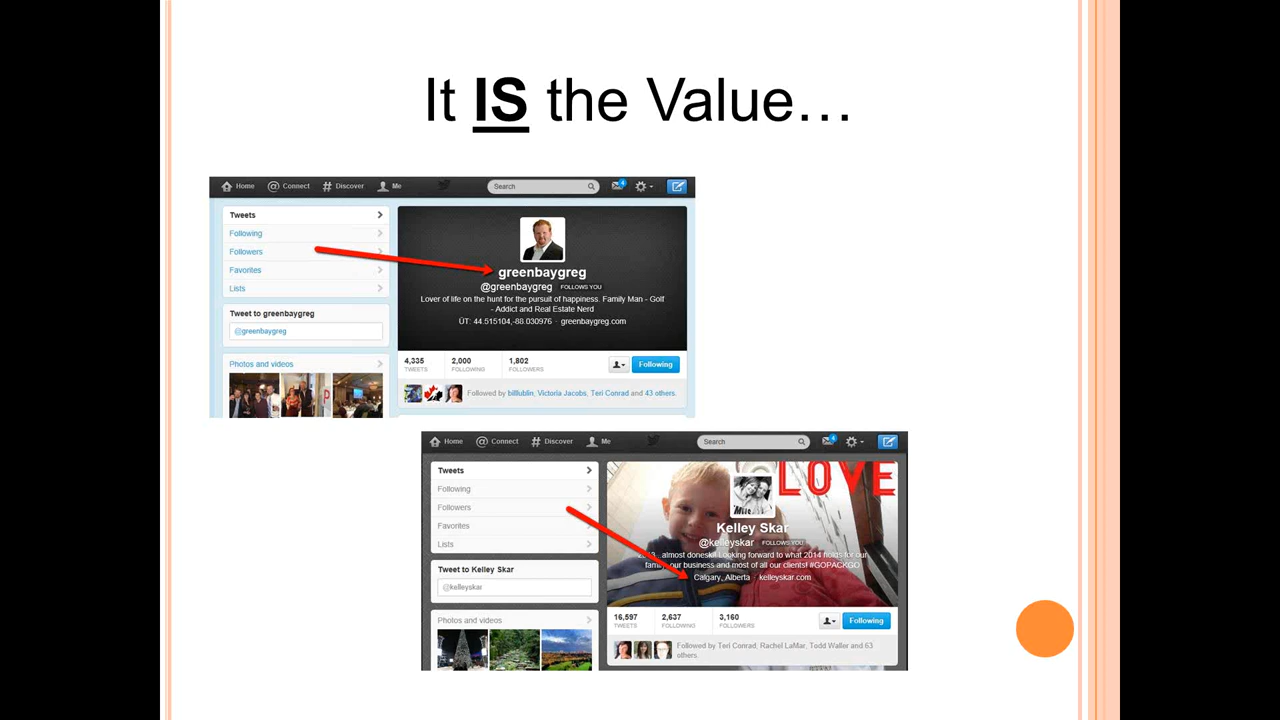 It IS the Value…
Home @ Connect # Discover Me Search 4
Tweets
Following
Followers
Favorites
Lists
Tweet to greenbaygreg
@greenbaygreg
Photos and videos
greenbaygreg
@greenbaygreg FOLLOWS YOU
Lover of life on the hunt for the pursuit of happiness. Family Man - Golf
- Addict and Real Estate Nerd
ÜT: 44.515104,-88.030976 · greenbaygreg.com
4,335 2,000 1,802
TWEETS FOLLOWING FOLLOWERS
Following
Followed by billlublin, Victoria Jacobs, Teri Conrad and 43 others.
Home @ Connect # Discover Me Search 4
Tweets
Following
Followers
Favorites
Lists
Tweet to Kelley Skar
@kelleyskar
Photos and videos
LOVE
Kelley Skar
@kelleyskar FOLLOWS YOU
almost doneski! Looking forward to what 2014 holds for our
our business and most of all our clients! #GOPACKGO
Calgary, Alberta · kelleyskar.com
16,597 2,637 3,160
TWEETS FOLLOWING FOLLOWERS
Following
Followed by Teri Conrad, Rachel LaMar, Todd Waller and 63
others.